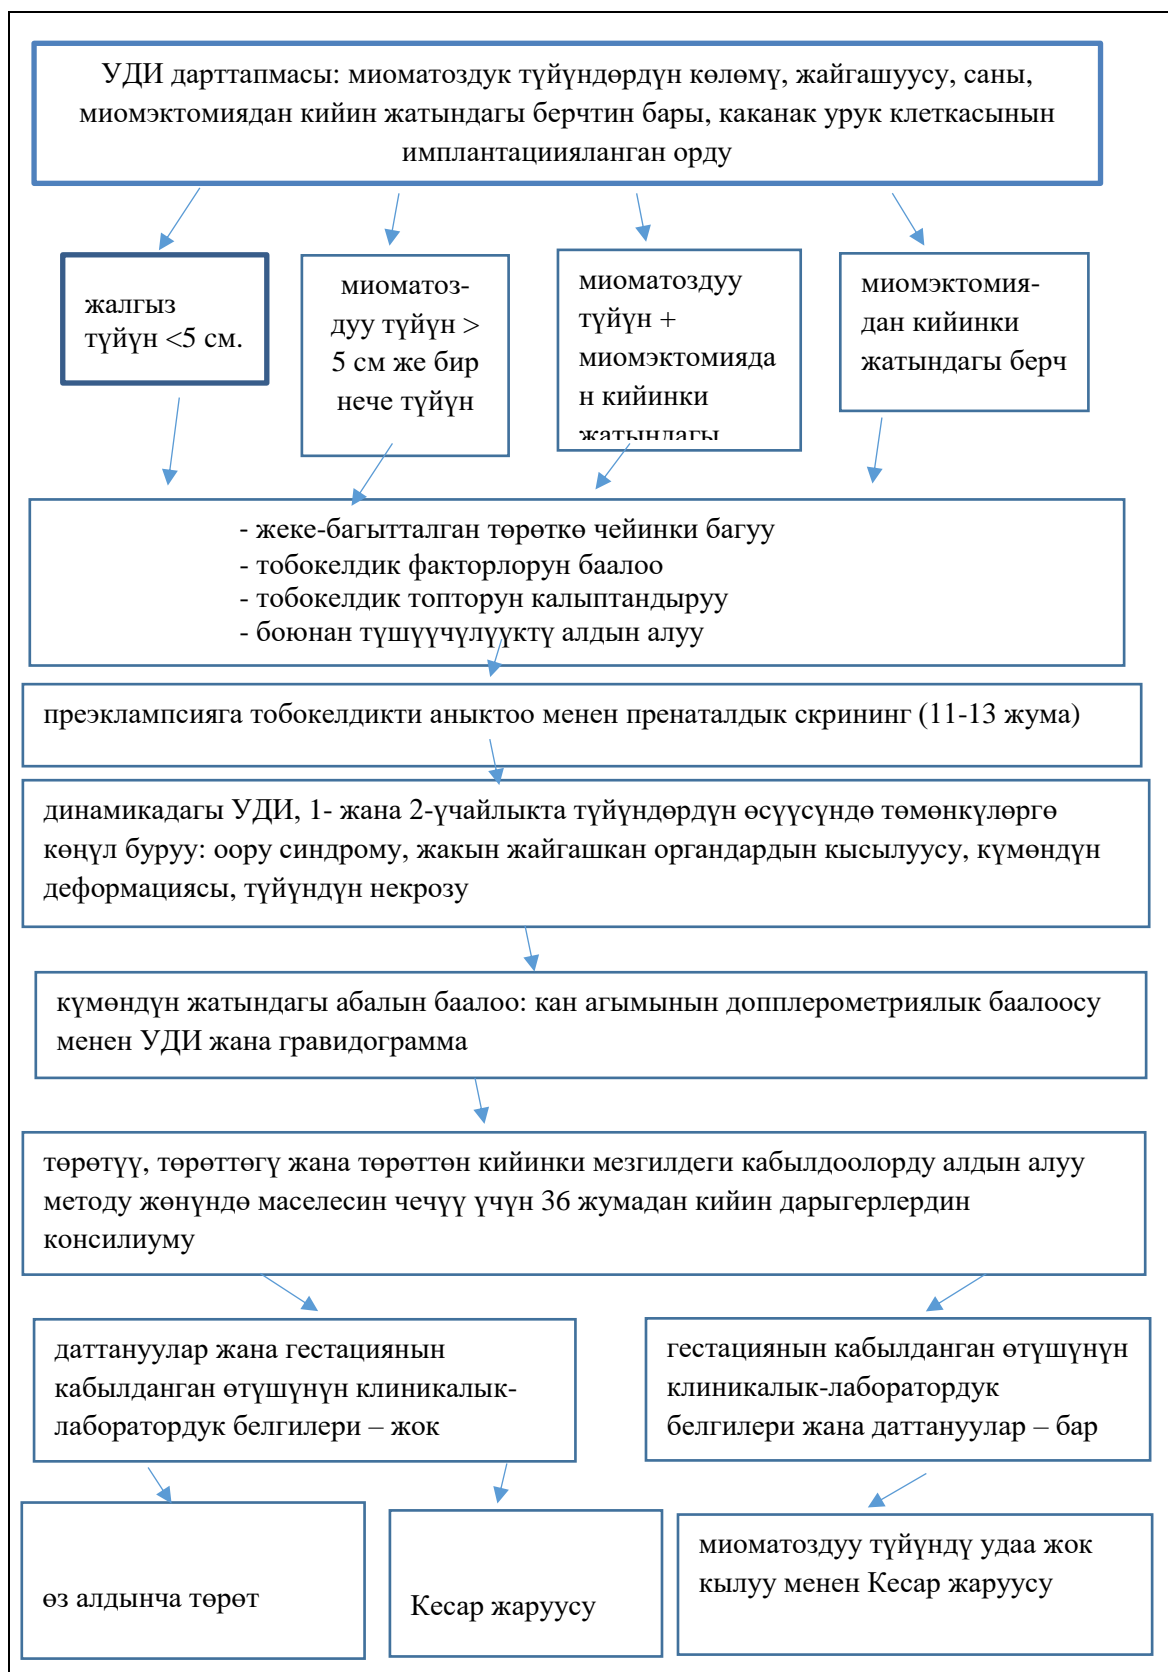 УДИ дарттапмасы: миоматоздук түйүндөрдүн көлөмү, жайгашуусу, саны,
миомэктомиядан кийин жатындагы берчтин бары, каканак урук клеткасынын
имплантациияланган орду
жалгыз
түйүн <5 см.
миоматоз-
дуу түйүн >
5 см же бир
нече түйүн
миоматоздуу
түйүн +
миомэктомияда
н кийинки
жатындагы
миомэктомия-
дан кийинки
жатындагы берч
- жеке-багытталган төрөткө чейинки багуу
- тобокелдик факторлорун баалоо
- тобокелдик топторун калыптандыруу
- боюнан түшүүчүлүүктү алдын алуу
преэклампсияга тобокелдикти аныктоо менен пренаталдык скрининг (11-13 жума)
динамикадагы УДИ, 1- жана 2-үчайлыкта түйүндөрдүн өсүүсүндө төмөнкүлөргө
көңүл буруу: оору синдрому, жакын жайгашкан органдардын кысылуусу, күмөндүн
деформациясы, түйүндүн некрозу
күмөндүн жатындагы абалын баалоо: кан агымынын допплерометриялык баалоосу
менен УДИ жана гравидограмма
төрөтүү, төрөттөгү жана төрөттөн кийинки мезгилдеги кабылдоолорду алдын алуу
методу жөнүндө маселесин чечүү үчүн 36 жумадан кийин дарыгерлердин
консилиуму
даттануулар жана гестациянын
кабылданган өтүшүнүн клиникалык-
лаборатордук белгилери – жок
гестациянын кабылданган өтүшүнүн
клиникалык-лаборатордук
белгилери жана даттануулар – бар
өз алдынча төрөт
Кесар жаруусу
миоматоздуу түйүндү удаа жок
кылуу менен Кесар жаруусу